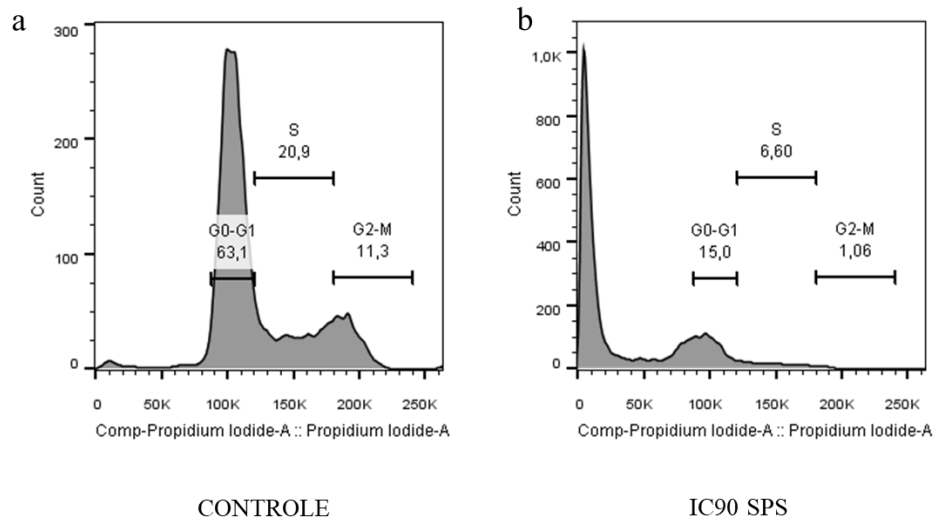 a
300
200
100
0
Count
S
20,9
G0-G1
63,1
G2-M
11,3
0 50K 100K 150K 200K 250K
Comp-Propidium Iodide-A :: Propidium Iodide-A
CONTROLE
b
1,0K
800
600
400
200
0
Count
S
6,60
G0-G1
15,0
G2-M
1,06
0 50K 100K 150K 200K 250K
Comp-Propidium Iodide-A :: Propidium Iodide-A
IC90 SPS